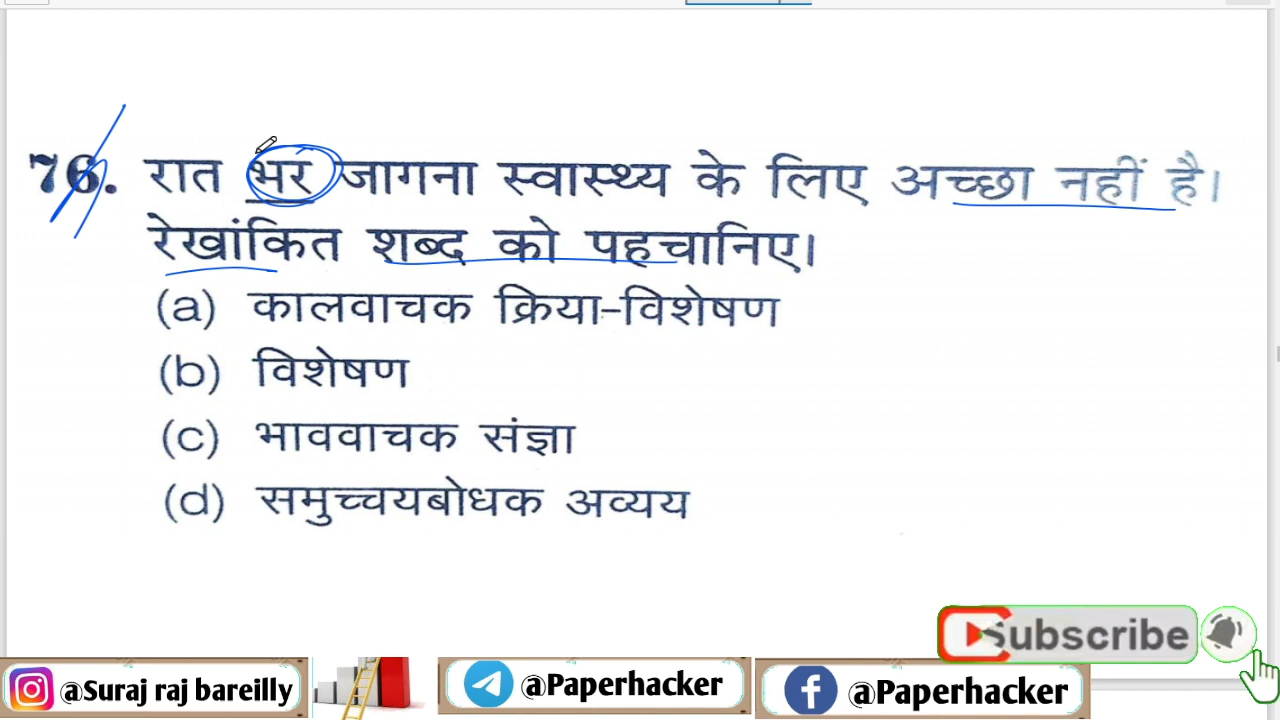 76. रात भर जागना स्वास्थ्य के लिए अच्छा नहीं है।
रेखांकित शब्द को पहचानिए।
(a) कालवाचक क्रिया-विशेषण
(b) विशेषण
(c) भाववाचक संज्ञा
(d) समुच्चयबोधक अव्यय
Subscribe
@Suraj raj bareilly
@Paperhacker
@Paperhacker